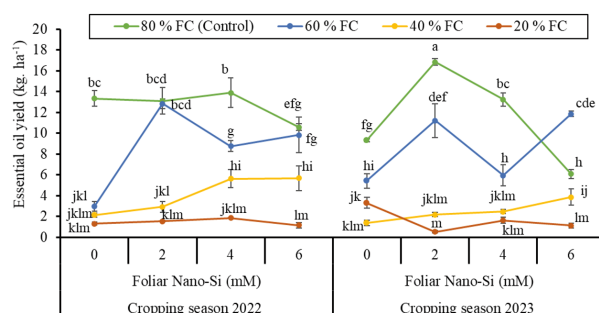 80 % FC (Control) 60 % FC 40 % FC 20 % FC
Essential oil yield (kg. ha-1)
20
18
16
14
12
10
8
6
4
2
0
bc bcd b efg
bcd g fg
jkl jkl hi hi
jklm klm jklm lm
klm
a
fg def bc cde
hi h h
jk jklm jklm ij
klm m klm lm
0 2 4 6 0 2 4 6
Foliar Nano-Si (mM) Foliar Nano-Si (mM)
Cropping season 2022 Cropping season 2023